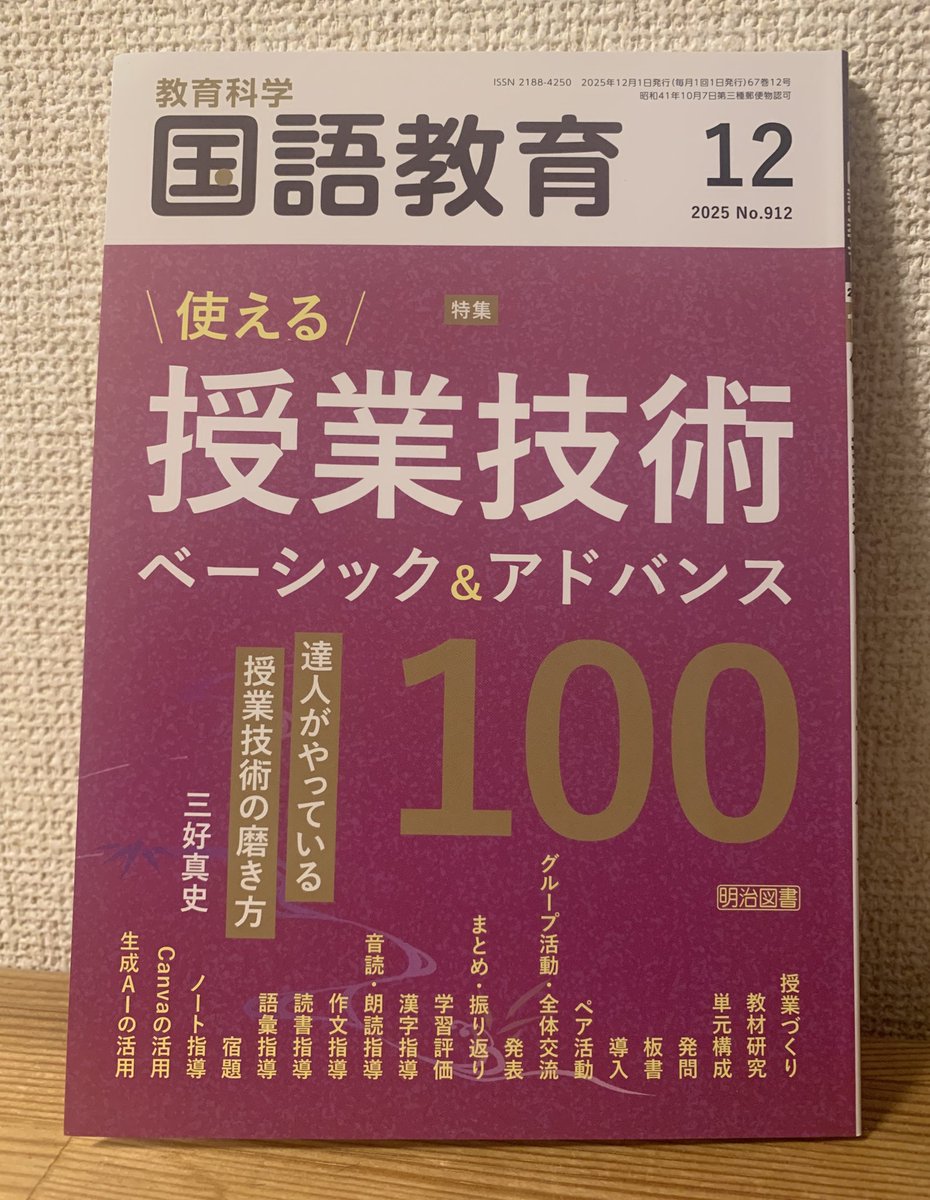 教育科学
国語教育
ISSN 2188-4250 2025年12月1日発行(毎月1回1日発行)67巻12号
昭和41年10月7日第三種郵便物認可
12
2025 No.912
特集
\使える/
授業技術
ベーシック&アドバンス
100
達人がやっている
授業技術の磨き方
三好真史
明治図書
授業づくり
教材研究
単元構成
発問
板書
導入
ペア活動
グループ活動・全体交流
発表
まとめ・振り返り
学習評価
漢字指導
音読・朗読指導
作文指導
読書指導
語彙指導
宿題
ノート指導
Canvaの活用
生成AIの活用